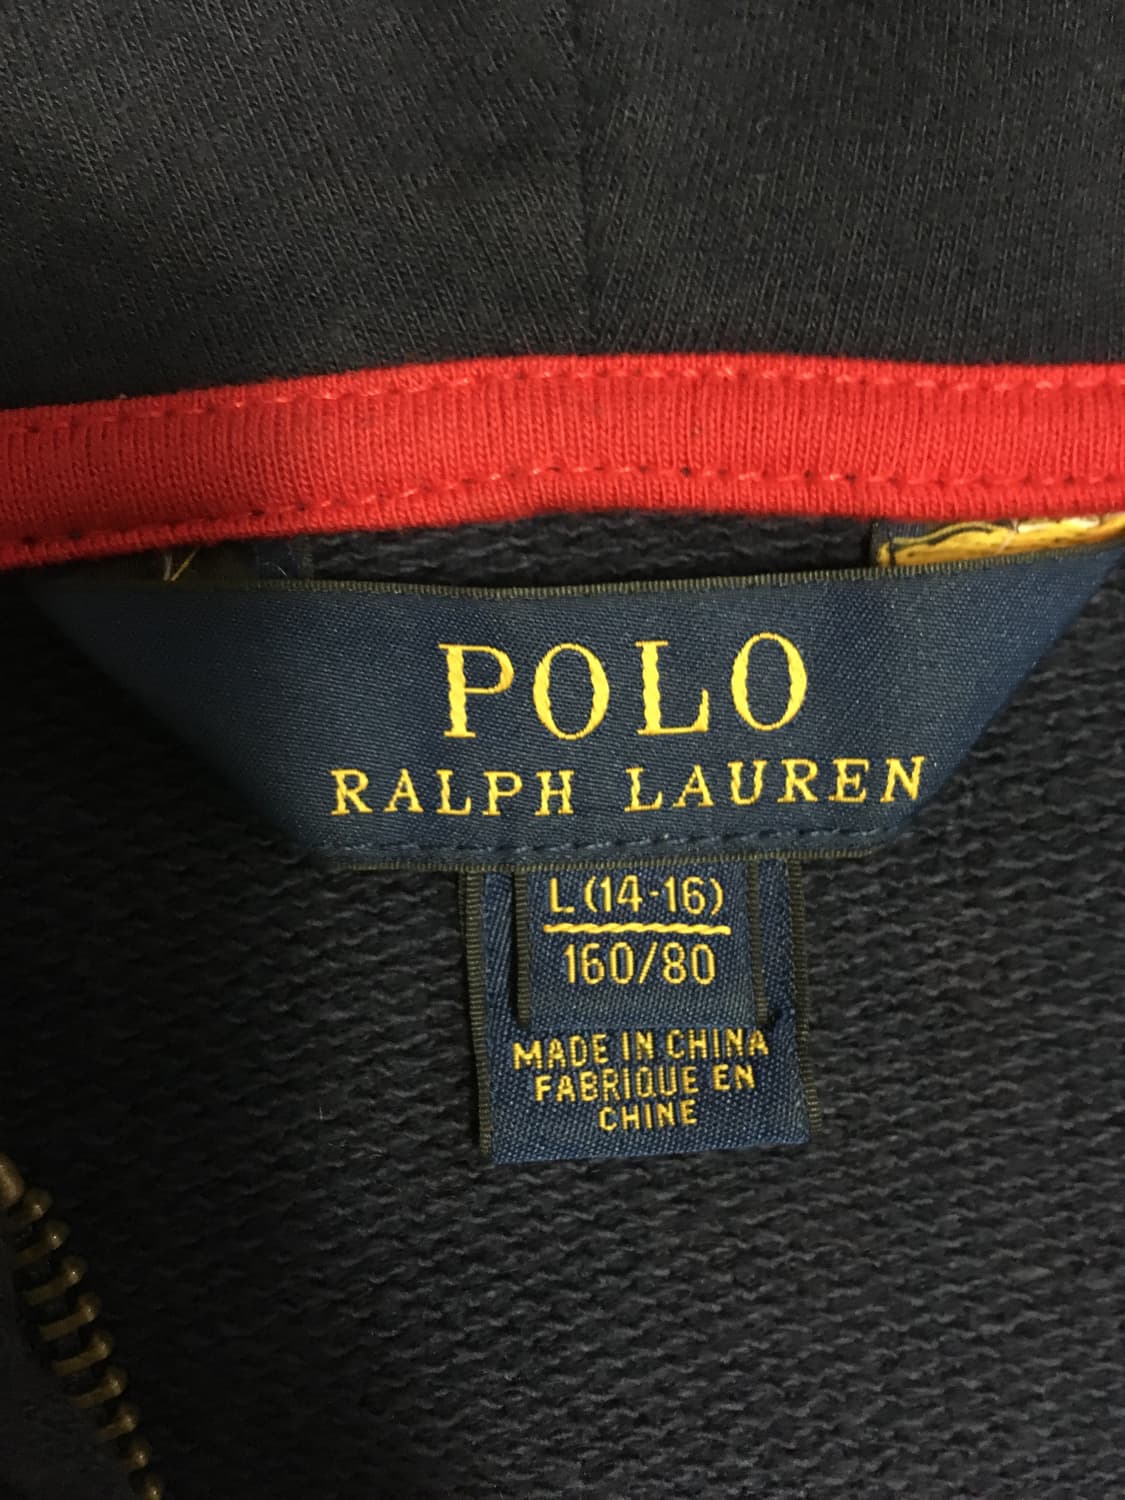 POLO
RALPH LAUREN
L (14-16)
160/80
MADE IN CHINA
FABRIQUE EN
CHINE